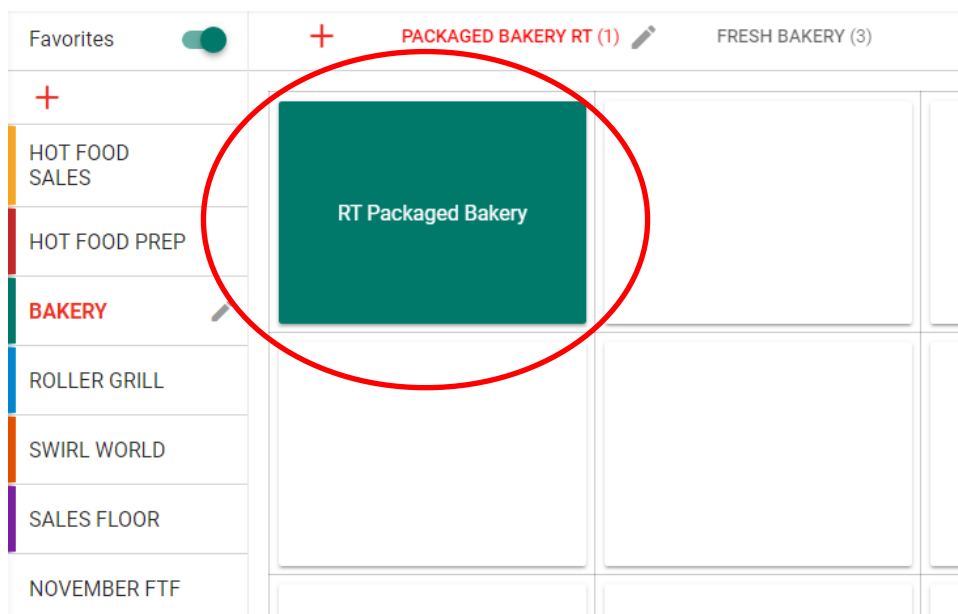 Favorites
+ PACKAGED BAKERY RT (1) FRESH BAKERY (3)
+
HOT FOOD
SALES
HOT FOOD PREP
BAKERY
ROLLER GRILL
SWIRL WORLD
SALES FLOOR
NOVEMBER FTF
RT Packaged Bakery